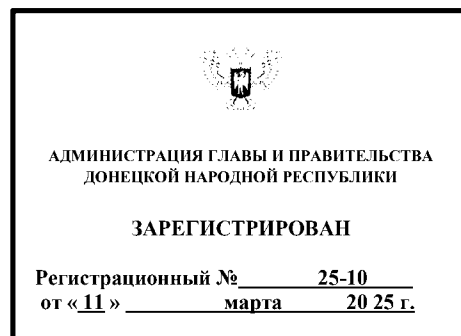 АДМИНИСТРАЦИЯ ГЛАВЫ И ПРАВИТЕЛЬСТВА
ДОНЕЦКОЙ НАРОДНОЙ РЕСПУБЛИКИ
ЗАРЕГИСТРИРОВАН
Регистрационный № 25-10
от « 11 » марта 20 25 г.